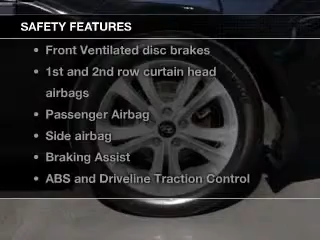 SAFETY FEATURES
• Front Ventilated disc brakes
• 1st and 2nd row curtain head
airbags
• Passenger Airbag
• Side airbag
• Braking Assist
• ABS and Driveline Traction Control